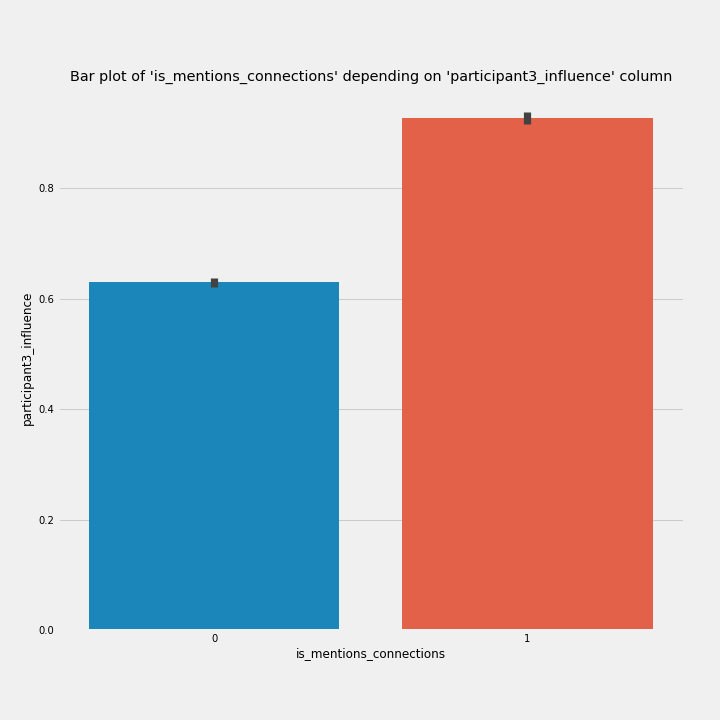 Bar plot of 'is_mentions_connections' depending on 'participant3_influence' column
participant3_influence
0.8
0.6
0.4
0.2
0.0
0
1
is_mentions_connections